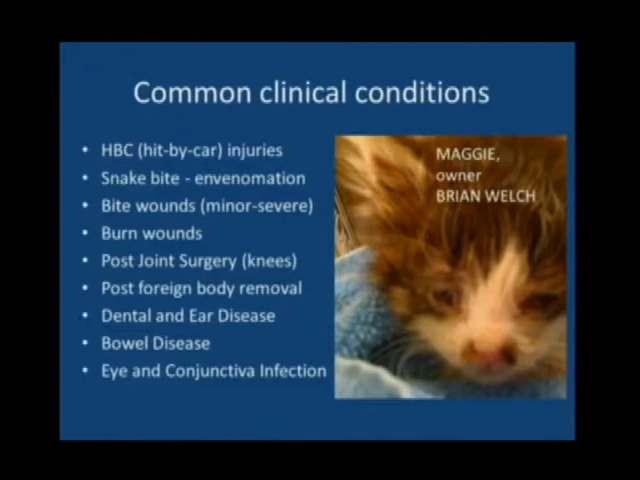 Common clinical conditions
• HBC (hit-by-car) injuries
• Snake bite - envenomation
• Bite wounds (minor-severe)
• Burn wounds
• Post Joint Surgery (knees)
• Post foreign body removal
• Dental and Ear Disease
• Bowel Disease
• Eye and Conjunctiva Infection
MAGGIE,
owner
BRIAN WELCH